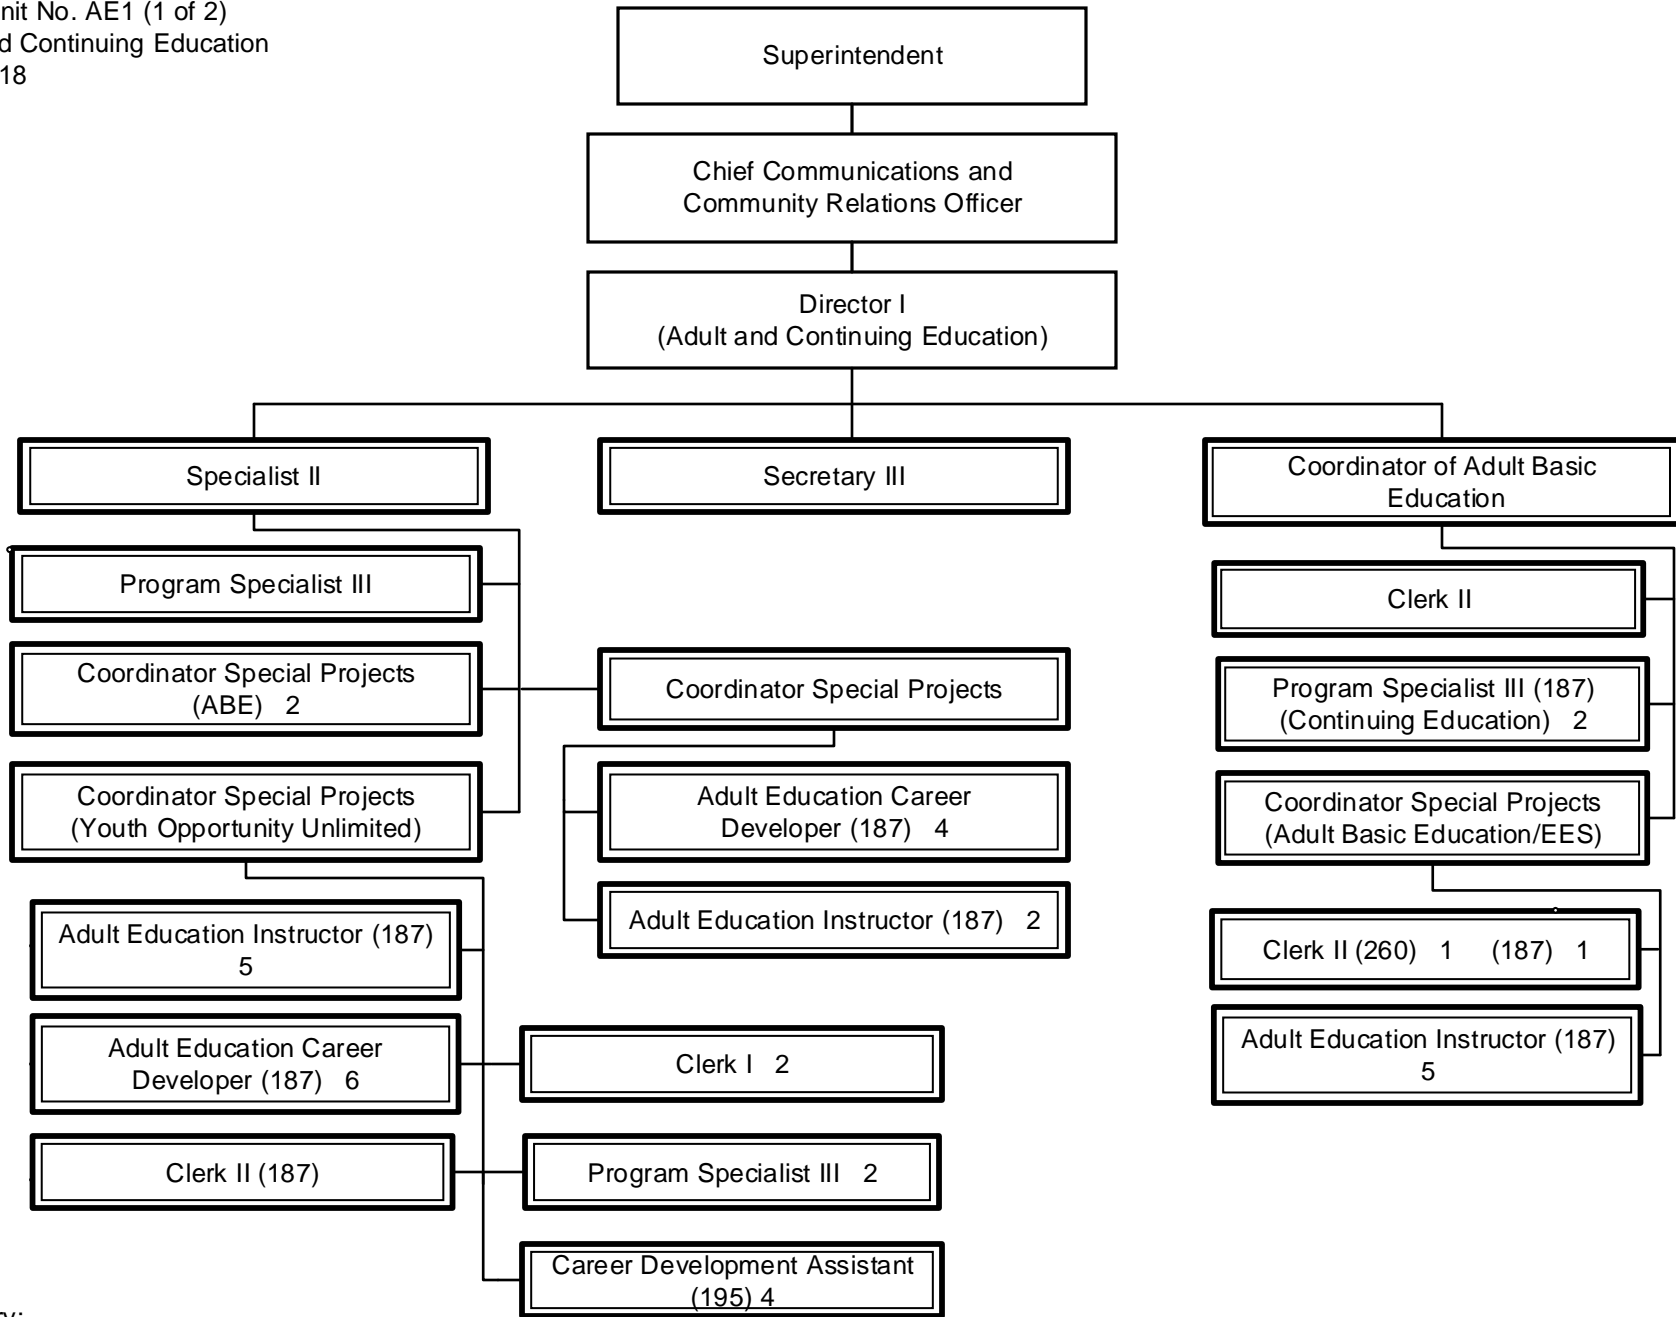 nit No. AE1 (1 of 2)
d Continuing Education
18
Superintendent
Chief Communications and
Community Relations Officer
Director I
(Adult and Continuing Education)
Specialist II
Secretary III
Coordinator of Adult Basic
Education
Program Specialist III
Coordinator Special Projects
(ABE) 2
Coordinator Special Projects
(Youth Opportunity Unlimited)
Coordinator Special Projects
Adult Education Career
Developer (187) 4
Adult Education Instructor (187) 2
Clerk II
Program Specialist III (187)
(Continuing Education) 2
Coordinator Special Projects
(Adult Basic Education/EES)
Adult Education Instructor (187)
5
Adult Education Career
Developer (187) 6
Clerk II (187)
Clerk I 2
Program Specialist III 2
Career Development Assistant
(195) 4
Clerk II (260) 1 (187) 1
Adult Education Instructor (187)
5